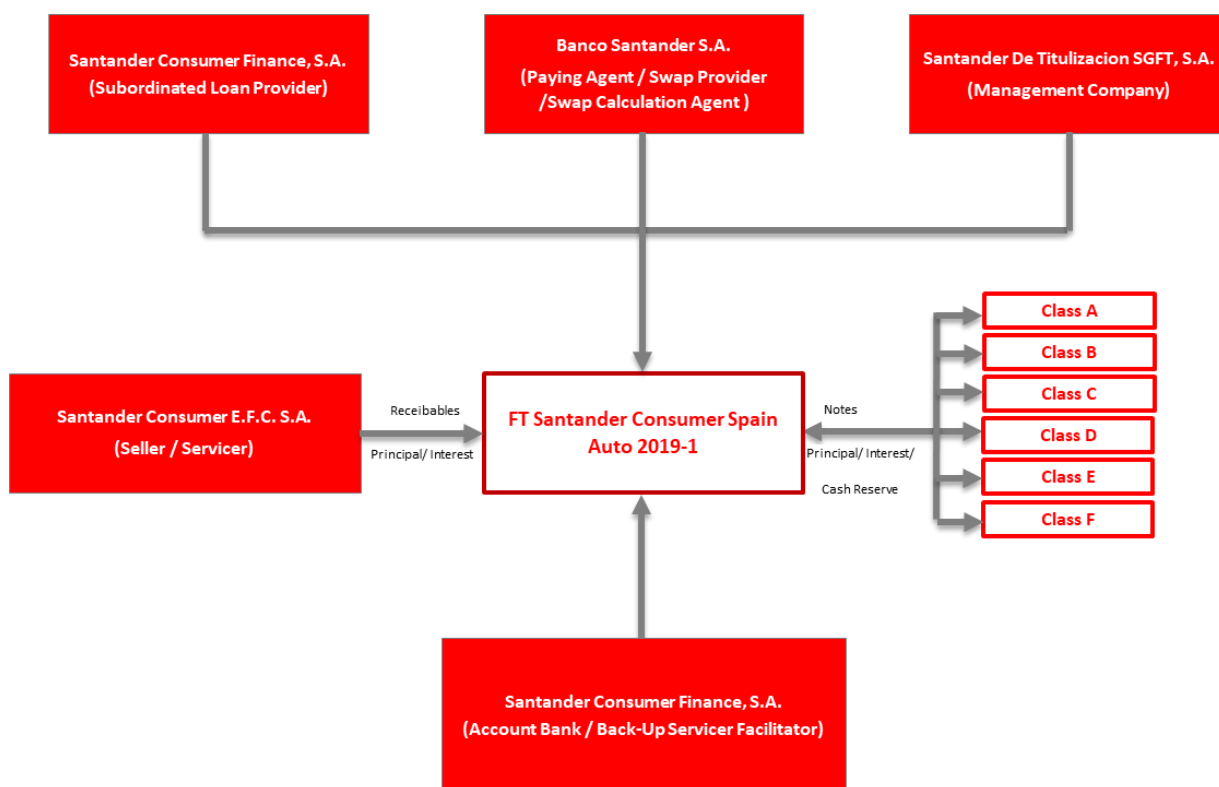 Santander Consumer Finance, S.A.
(Subordinated Loan Provider)
Banco Santander S.A.
(Paying Agent / Swap Provider
/Swap Calculation Agent )
Santander De Titulizacion SGFT, S.A.
(Management Company)
Santander Consumer E.F.C. S.A.
(Seller / Servicer)
Receibables
Principal/ Interest
FT Santander Consumer Spain
Auto 2019-1
Notes
Principal/ Interest/
Cash Reserve
Class A
Class B
Class C
Class D
Class E
Class F
Santander Consumer Finance, S.A.
(Account Bank / Back-Up Servicer Facilitator)